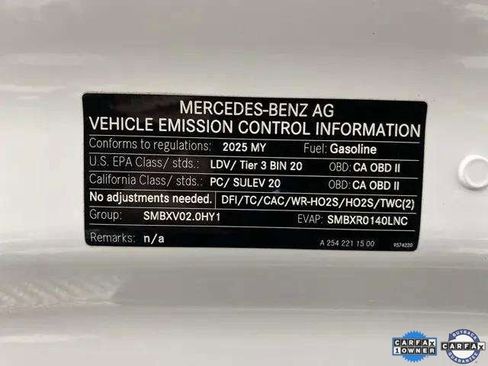 MERCEDES-BENZ AG
VEHICLE EMISSION CONTROL INFORMATION
Conforms to regulations: 2025 MY Fuel: Gasoline
U.S. EPA Class/ stds.: LDV/ Tier 3 BIN 20 OBD: CA OBD II
California Class/ stds.: PC/ SULEV 20 OBD: CA OBD II
No adjustments needed. DFI/TC/CAC/WR-HO2S/HO2S/TWC(2)
Group: SMBXV02.0HY1 EVAP: SMBXR0140LNC
Remarks: n/a A 254 221 15 00 9574220
CARFAX
1 OWNER
BUYBACK
GUARANTEE
CARFAX